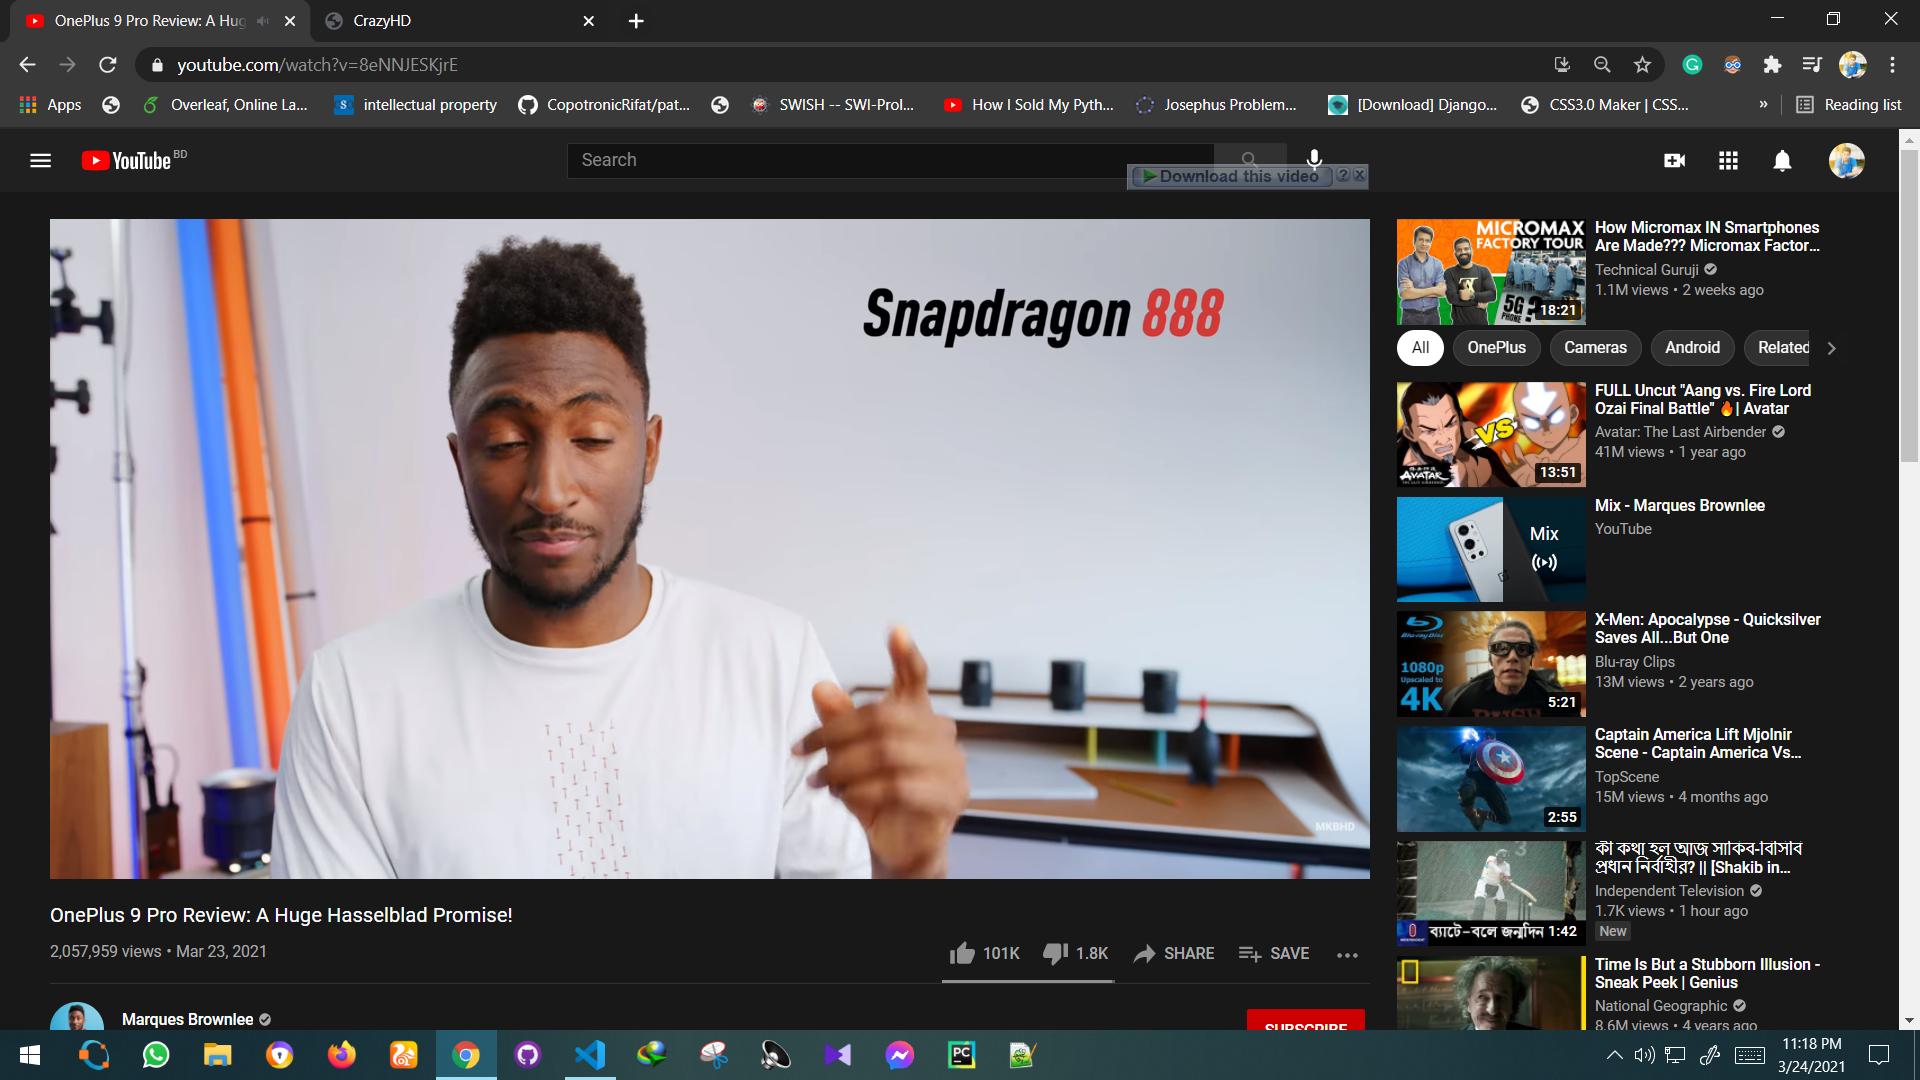 OnePlus 9 Pro Review: A Hug
CrazyHD
youtube.com/watch?v=8eNNJESKjrE
Apps
Overleaf, Online La...
intellectual property
CopotronicRifat/pat...
SWISH -- SWI-Prol...
How I Sold My Pyth...
Josephus Problem...
[Download] Django...
CSS3.0 Maker | CSS...
»
Reading list
YouTube BD
Search
Download this video
Snapdragon 888
MKBHD
OnePlus 9 Pro Review: A Huge Hasselblad Promise!
2,057,959 views • Mar 23, 2021
101K
1.8K
SHARE
SAVE
Marques Brownlee
SUBSCRIBE
MICROMAX
FACTORY TOUR
5G ?
PHONE
18:21
How Micromax IN Smartphones
Are Made??? Micromax Factor...
Technical Guruji
1.1M views • 2 weeks ago
All
OnePlus
Cameras
Android
Related
VS
AVATAR
13:51
FULL Uncut "Aang vs. Fire Lord
Ozai Final Battle" 🔥| Avatar
Avatar: The Last Airbender
41M views • 1 year ago
Mix
Mix - Marques Brownlee
YouTube
Blu-ray Disc
1080p
Upscaled to
4K
RUSH
5:21
X-Men: Apocalypse - Quicksilver
Saves All...But One
Blu-ray Clips
13M views • 2 years ago
2:55
Captain America Lift Mjolnir
Scene - Captain America Vs...
TopScene
15M views • 4 months ago
3
ব্যাটে-বলে জন্মদিন
1:42
কী কথা হল আজ সাকিব-বিসিবি
প্রধান নির্বাহীর? || [Shakib in...
Independent Television
1.7K views • 1 hour ago
New
Time Is But a Stubborn Illusion -
Sneak Peek | Genius
National Geographic
8.6M views • 4 years ago
PC
11:18 PM
3/24/2021